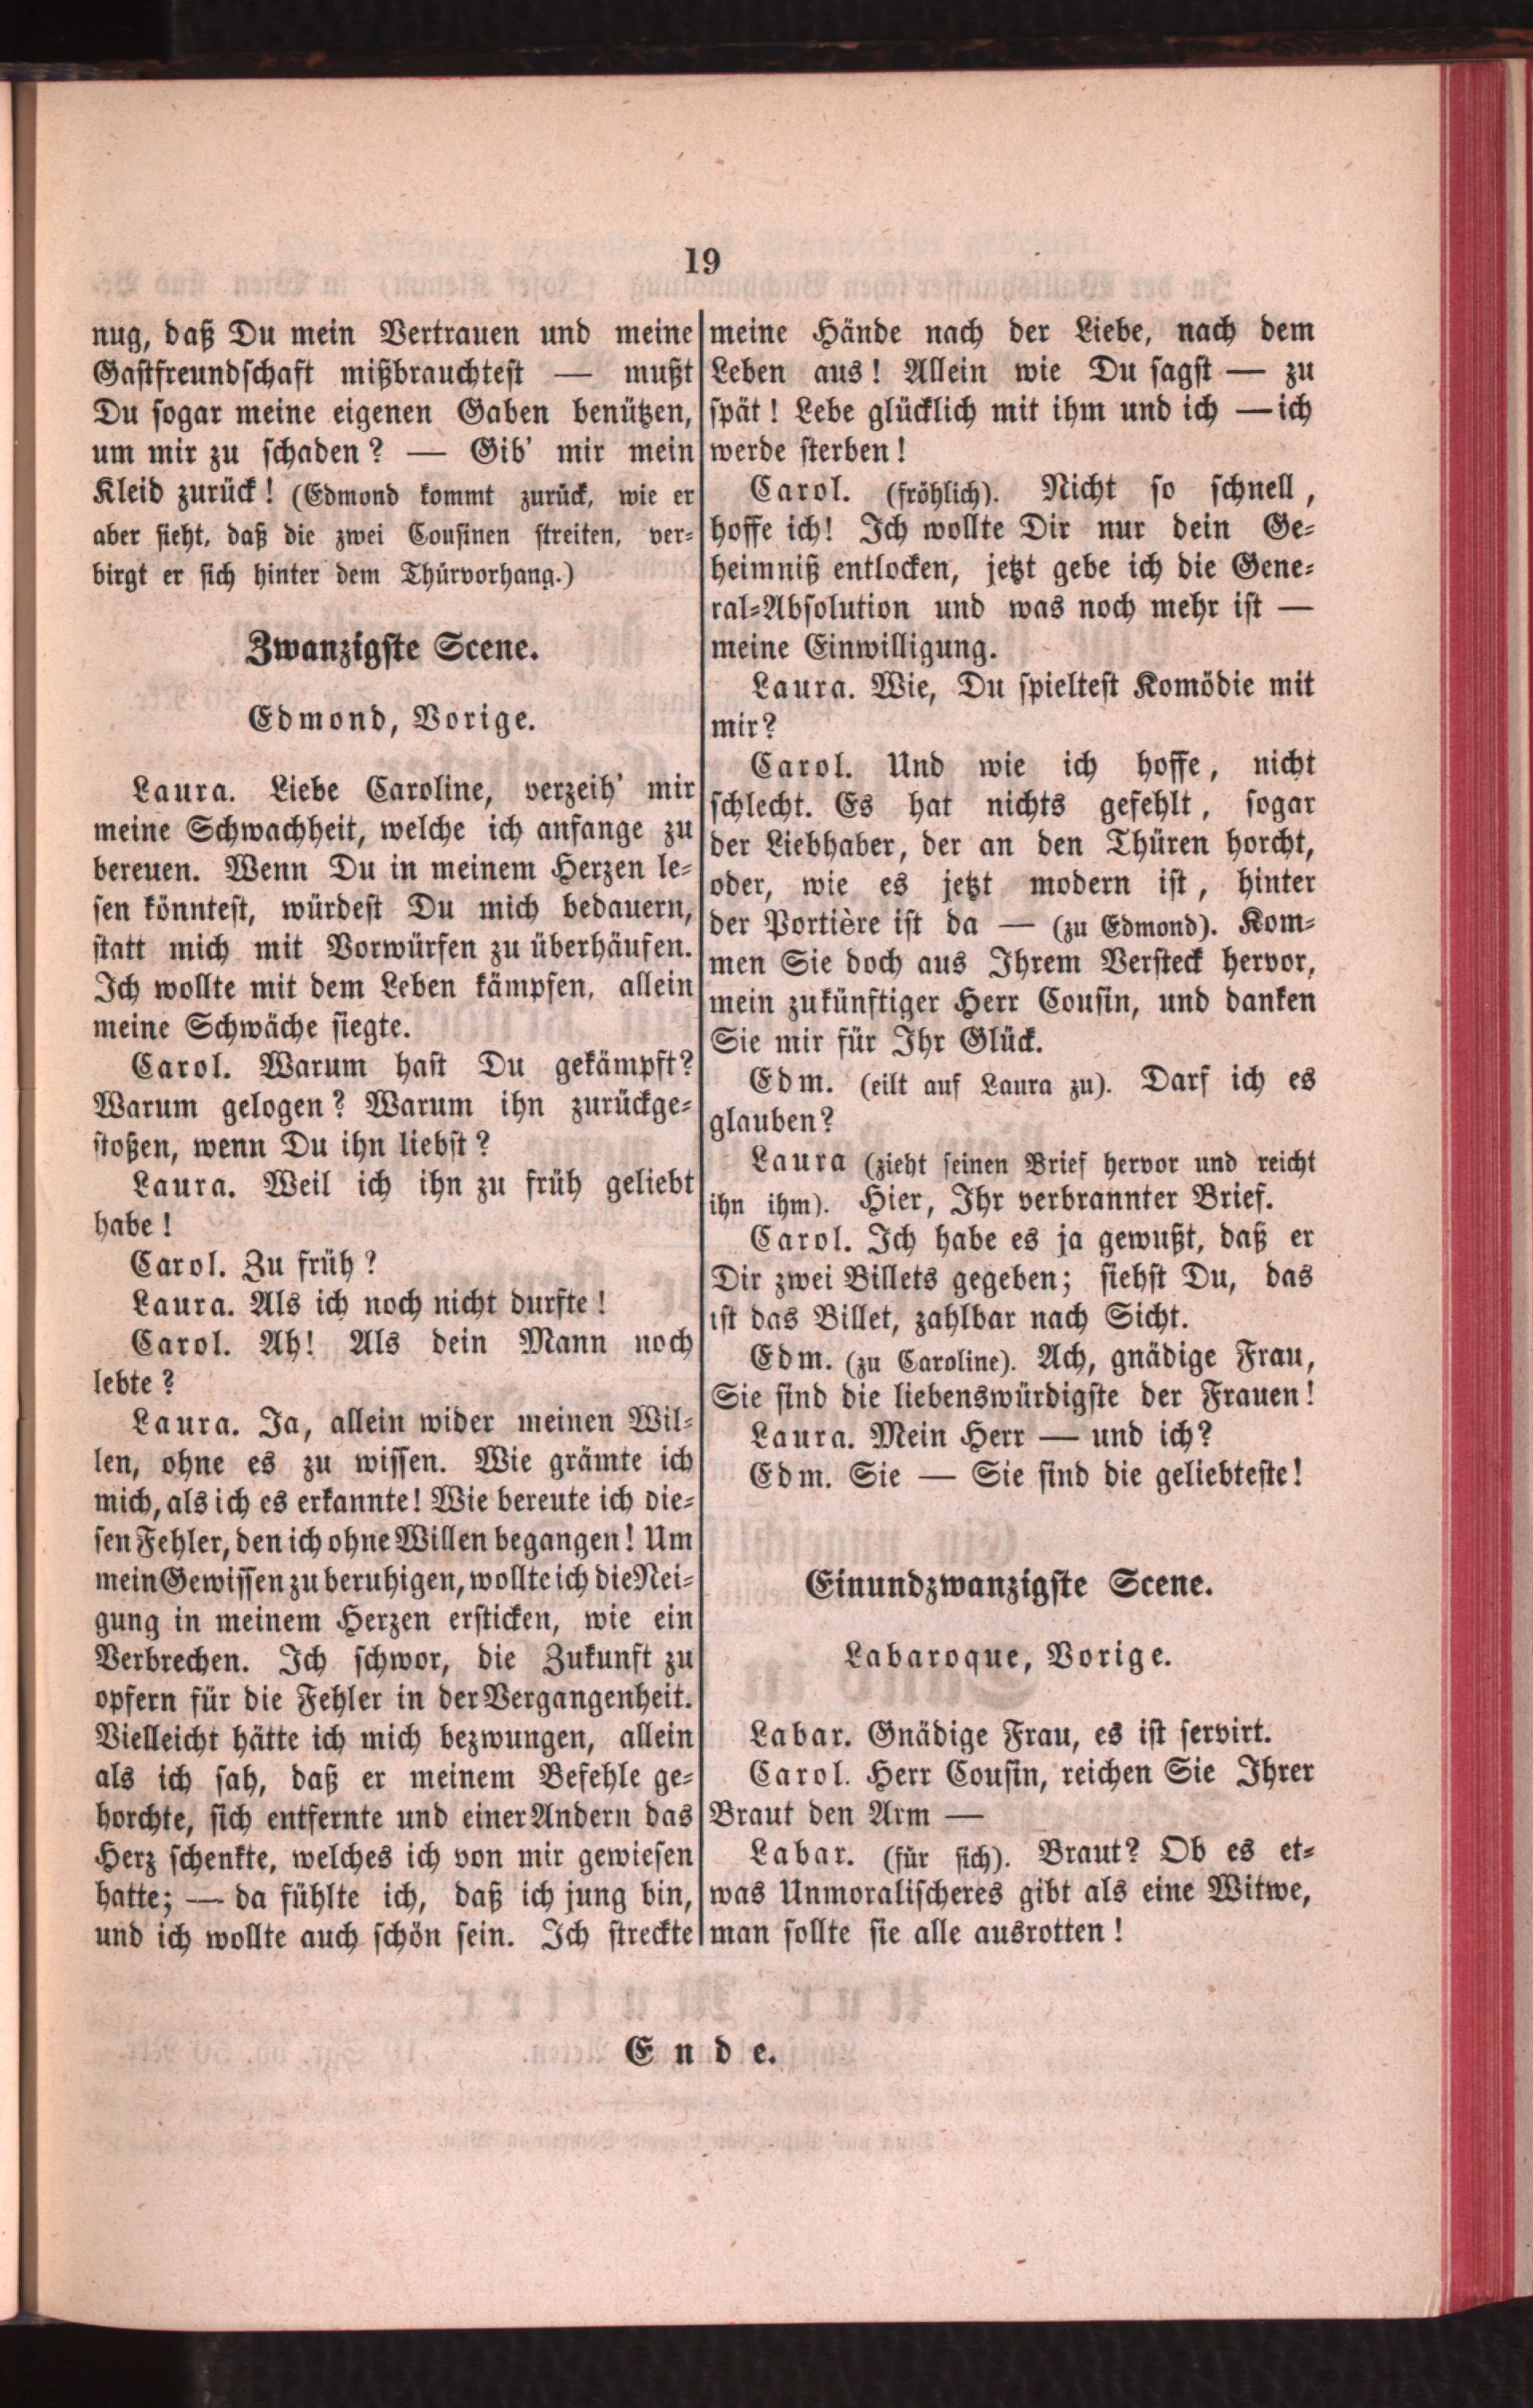 19
nug, daß Du mein Vertrauen und meine
Gastfreundschaft mißbrauchtest — mußt
Du sogar meine eigenen Gaben benützen,
um mir zu schaden? — Gib' mir mein
Kleid zurück! (Edmond kommt zurück, wie er
aber sieht, daß die zwei Cousinen streiten, ver-
birgt er sich hinter dem Thürvorhang.)
Zwanzigste Scene.
Edmond, Vorige.
Laura. Liebe Caroline, verzeih' mir
meine Schwachheit, welche ich anfange zu
bereuen. Wenn Du in meinem Herzen le-
sen könntest, würdest Du mich bedauern,
statt mich mit Vorwürfen zu überhäufen.
Ich wollte mit dem Leben kämpfen, allein
meine Schwäche siegte.
Carol. Warum hast Du gekämpft?
Warum gelogen? Warum ihn zurückge-
stoßen, wenn Du ihn liebst?
Laura. Weil ich ihn zu früh geliebt
habe!
Carol. Zu früh?
Laura. Als ich noch nicht durfte!
Carol. Ah! Als dein Mann noch
lebte?
Laura. Ja, allein wider meinen Wil-
len, ohne es zu wissen. Wie grämte ich
mich, als ich es erkannte! Wie bereute ich die-
sen Fehler, den ich ohne Willen begangen! Um
mein Gewissen zu beruhigen, wollte ich die Nei-
gung in meinem Herzen ersticken, wie ein
Verbrechen. Ich schwor, die Zukunft zu
opfern für die Fehler in der Vergangenheit.
Vielleicht hätte ich mich bezwungen, allein
als ich sah, daß er meinem Befehle ge-
horchte, sich entfernte und einer Andern das
Herz schenkte, welches ich von mir gewiesen
hatte; — da fühlte ich, daß ich jung bin,
und ich wollte auch schön sein. Ich streckte
meine Hände nach der Liebe, nach dem
Leben aus! Allein wie Du sagst — zu
spät! Lebe glücklich mit ihm und ich — ich
werde sterben!
Carol. (fröhlich). Nicht so schnell,
hoffe ich! Ich wollte Dir nur dein Ge-
heimniß entlocken, jetzt gebe ich die Gene-
ral-Absolution und was noch mehr ist —
meine Einwilligung.
Laura. Wie, Du spieltest Komödie mit
mir?
Carol. Und wie ich hoffe, nicht
schlecht. Es hat nichts gefehlt, sogar
der Liebhaber, der an den Thüren horcht,
oder, wie es jetzt modern ist, hinter
der Portière ist da — (zu Edmond). Kom-
men Sie doch aus Ihrem Versteck hervor,
mein zukünftiger Herr Cousin, und danken
Sie mir für Ihr Glück.
Edm. (eilt auf Laura zu). Darf ich es
glauben?
Laura (zieht seinen Brief hervor und reicht
ihn ihm). Hier, Ihr verbrannter Brief.
Carol. Ich habe es ja gewußt, daß er
Dir zwei Billets gegeben; siehst Du, das
ist das Billet, zahlbar nach Sicht.
Edm. (zu Caroline). Ach, gnädige Frau,
Sie sind die liebenswürdigste der Frauen!
Laura. Mein Herr — und ich?
Edm. Sie — Sie sind die geliebteste!
Einundzwanzigste Scene.
Labaroque, Vorige.
Labar. Gnädige Frau, es ist servirt.
Carol. Herr Cousin, reichen Sie Ihrer
Braut den Arm —
Labar. (für sich). Braut? Ob es et-
was Unmoralischeres gibt als eine Witwe,
man sollte sie alle ausrotten!
Ende.